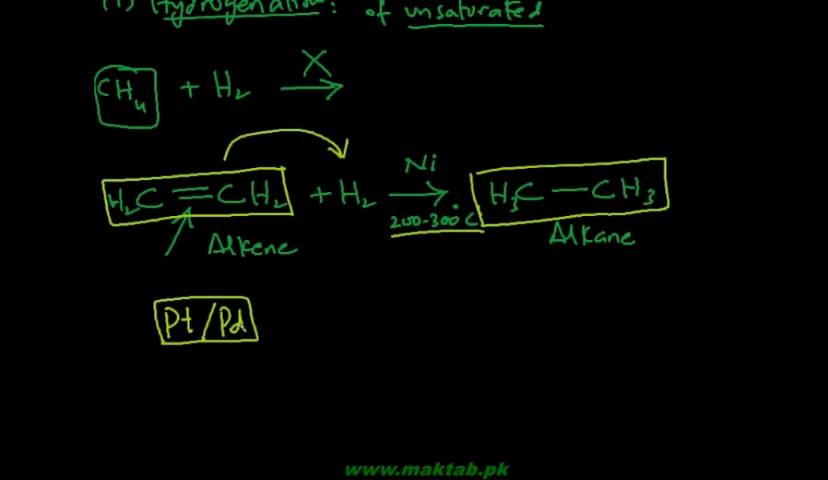 (1) Hydrogenation: of unsaturated
X
CH₄ + H₂ →
Ni
H₂C=CH₂ + H₂ → H₃C—CH₃
200-300°C
Alkene Alkane
Pt/Pd
www.maktab.pk